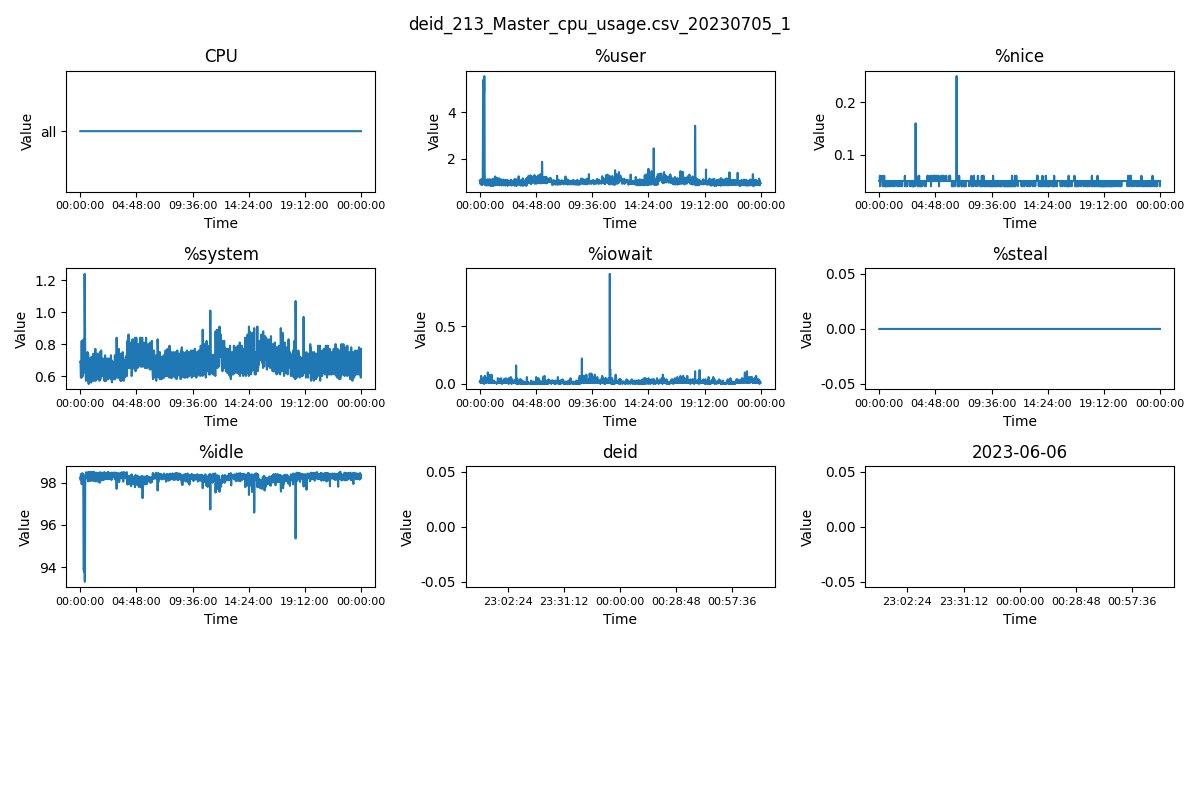 deid_213_Master_cpu_usage.csv_20230705_1
CPU
%user
%nice
Value
all
00:00:00 04:48:00 09:36:00 14:24:00 19:12:00 00:00:00
Time
Value
4
2
00:00:00 04:48:00 09:36:00 14:24:00 19:12:00 00:00:00
Time
Value
0.2
0.1
00:00:00 04:48:00 09:36:00 14:24:00 19:12:00 00:00:00
Time
%system
%iowait
%steal
Value
1.2
1.0
0.8
0.6
00:00:00 04:48:00 09:36:00 14:24:00 19:12:00 00:00:00
Time
Value
0.5
0.0
00:00:00 04:48:00 09:36:00 14:24:00 19:12:00 00:00:00
Time
Value
0.05
0.00
-0.05
00:00:00 04:48:00 09:36:00 14:24:00 19:12:00 00:00:00
Time
%idle
deid
2023-06-06
Value
98
96
94
00:00:00 04:48:00 09:36:00 14:24:00 19:12:00 00:00:00
Time
Value
0.05
0.00
-0.05
23:02:24 23:31:12 00:00:00 00:28:48 00:57:36
Time
Value
0.05
0.00
-0.05
23:02:24 23:31:12 00:00:00 00:28:48 00:57:36
Time